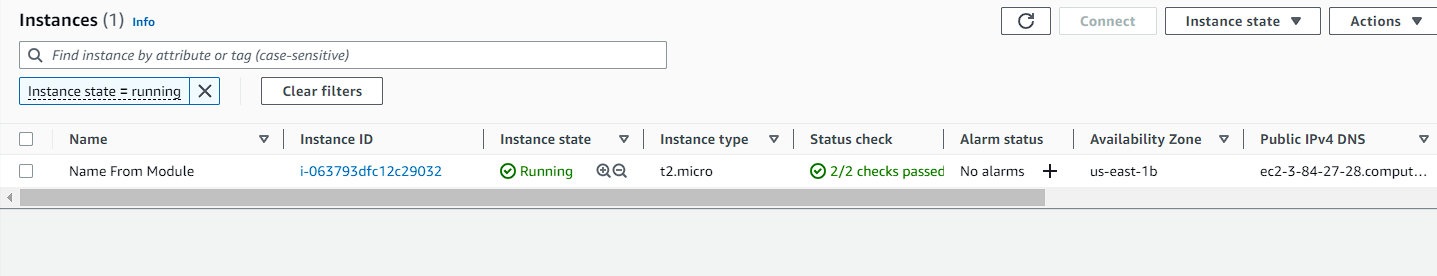 Instances (1) Info
Connect
Instance state
Actions
Find instance by attribute or tag (case-sensitive)
Instance state = running
Clear filters
Name Instance ID Instance state Instance type Status check Alarm status Availability Zone Public IPv4 DNS
Name From Module i-063793dfc12c29032 Running t2.micro 2/2 checks passed No alarms us-east-1b ec2-3-84-27-28.comput...